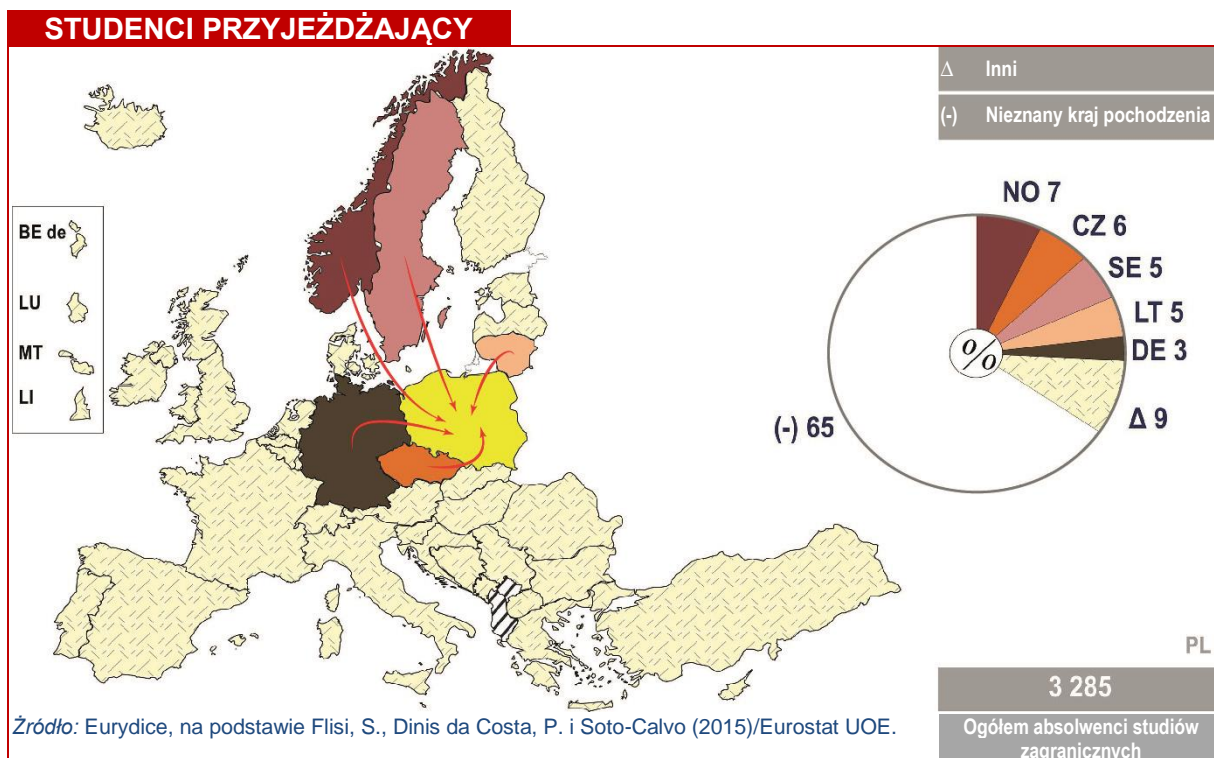 STUDENCI PRZYJEŻDŻAJĄCY
Δ Inni
(-) Nieznany kraj pochodzenia
BE de
LU
MT
LI
NO 7
CZ 6
SE 5
LT 5
DE 3
Δ 9
(-) 65
%
PL
3 285
Ogółem absolwenci studiów
zagranicznych
Źródło: Eurydice, na podstawie Flisi, S., Dinis da Costa, P. i Soto-Calvo (2015)/Eurostat UOE.